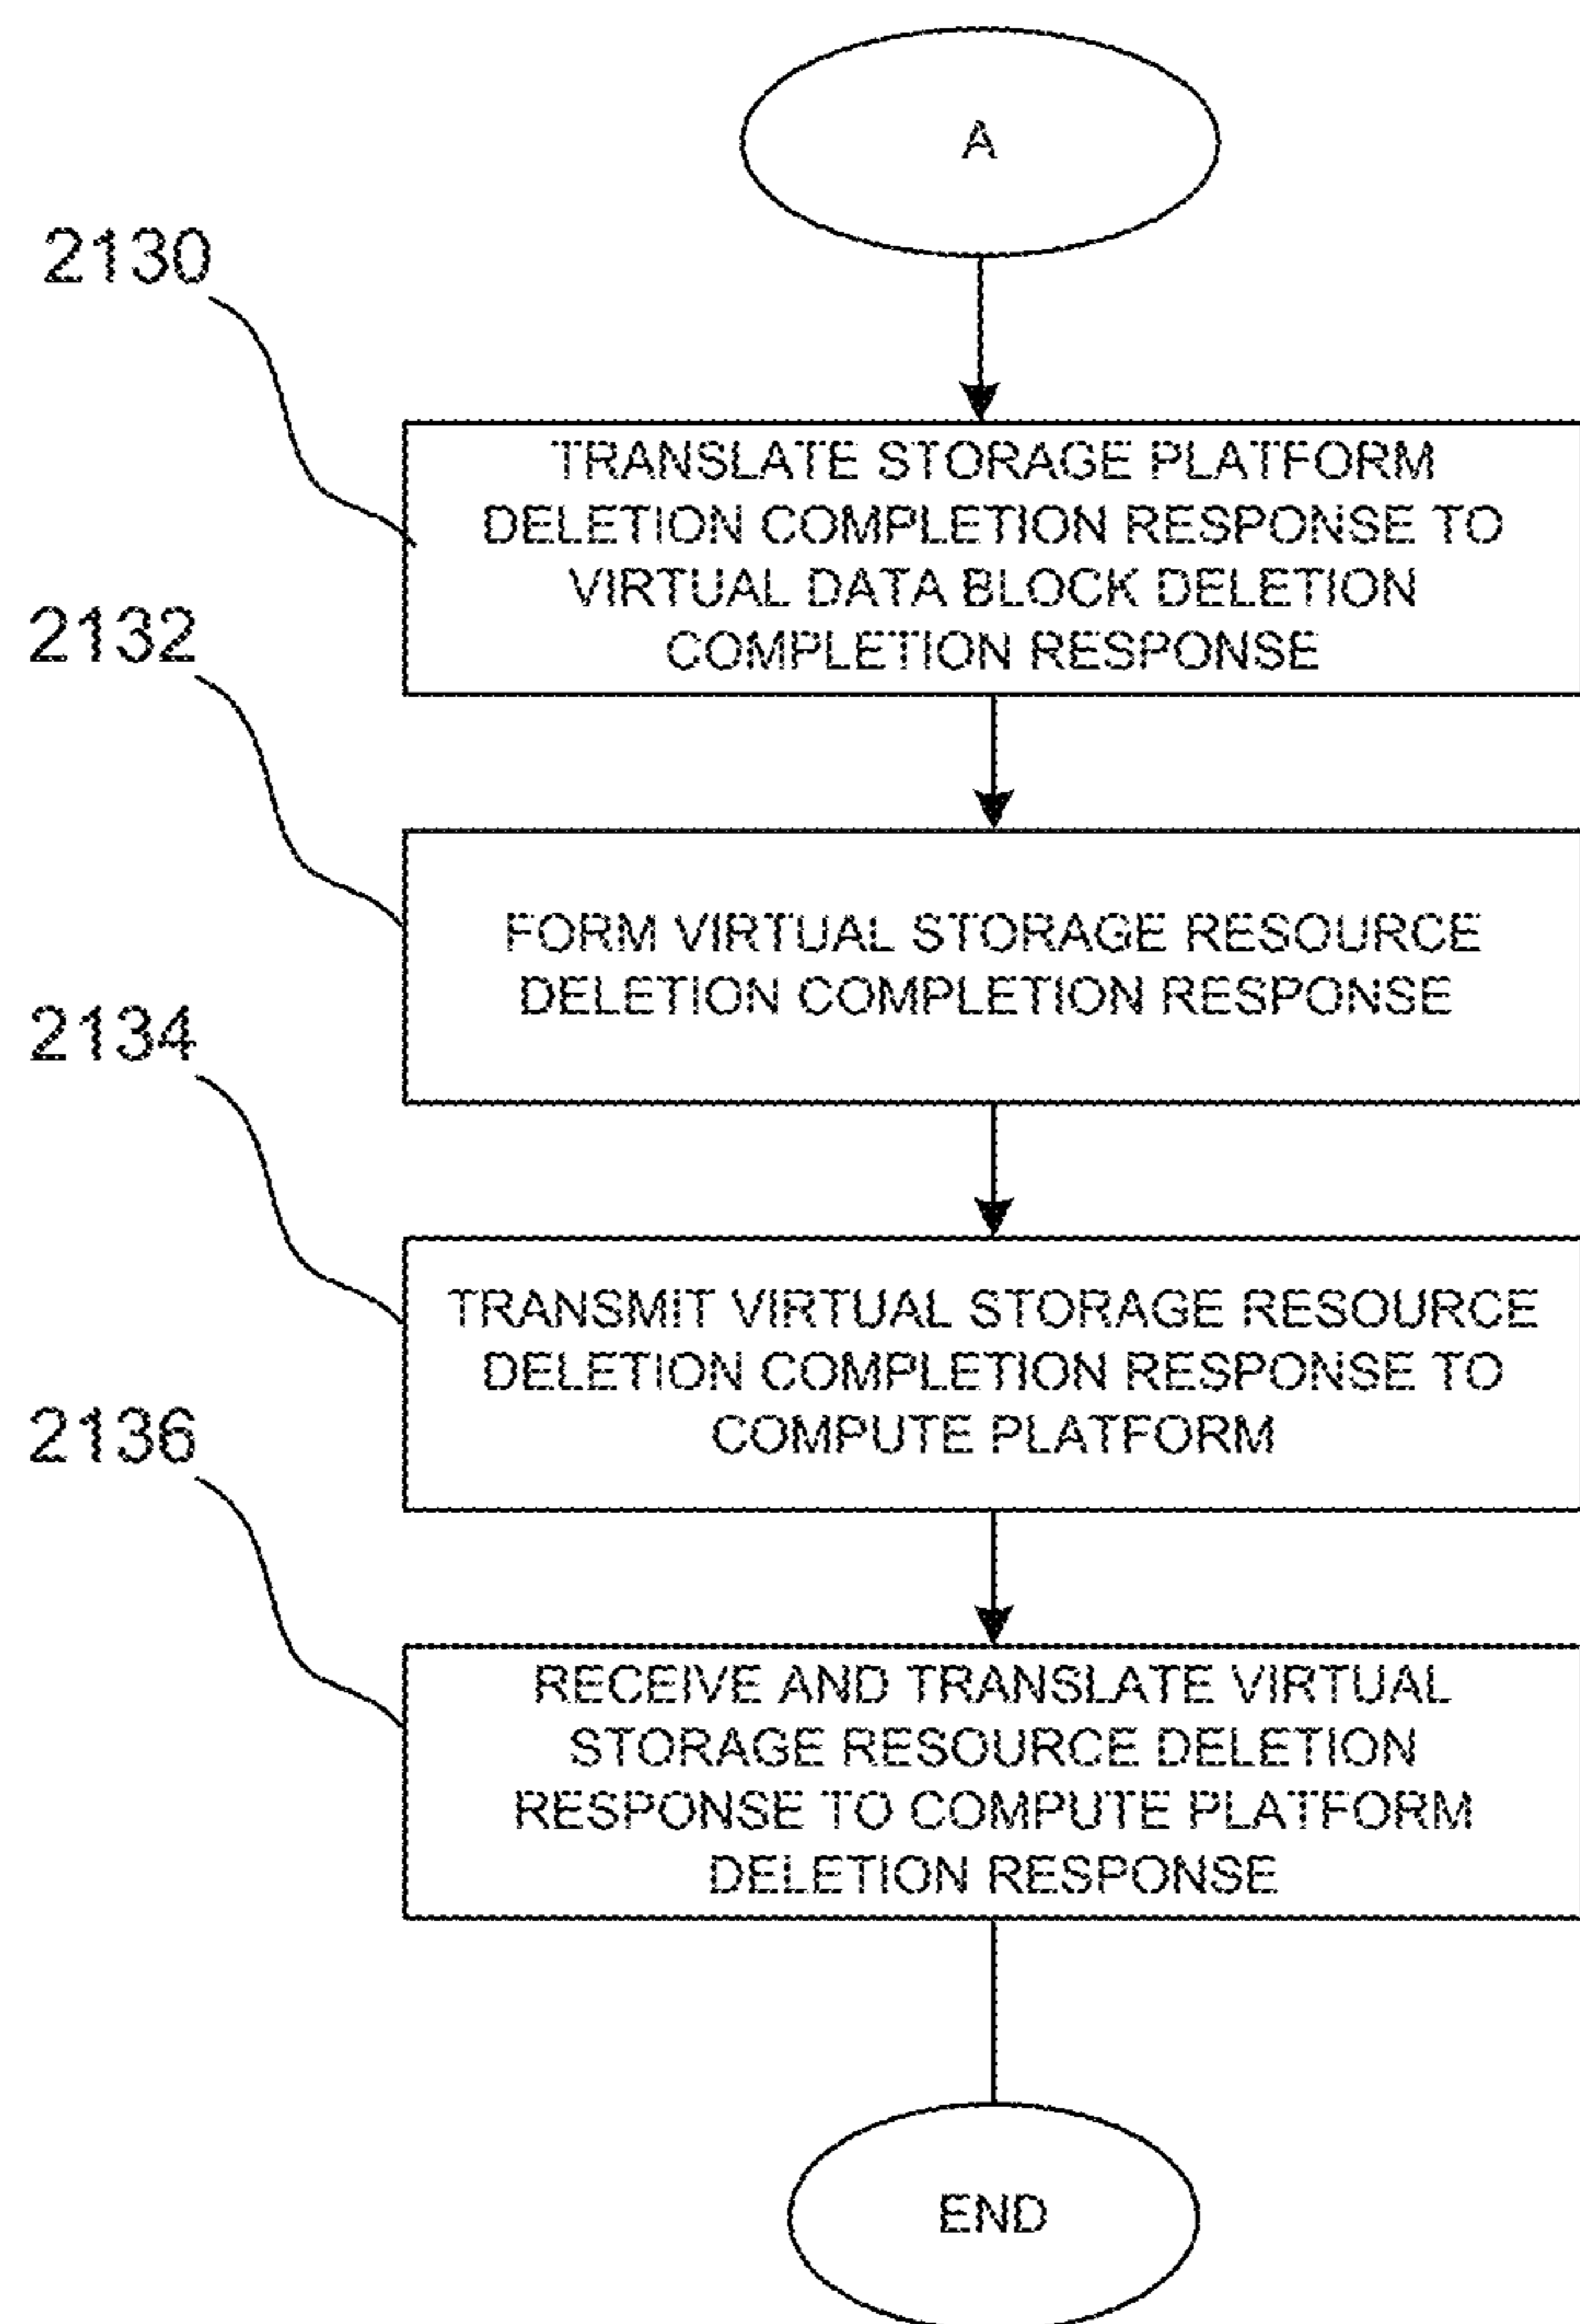 A
2130
TRANSLATE STORAGE PLATFORM
DELETION COMPLETION RESPONSE TO
VIRTUAL DATA BLOCK DELETION
COMPLETION RESPONSE
2132
FORM VIRTUAL STORAGE RESOURCE
DELETION COMPLETION RESPONSE
2134
TRANSMIT VIRTUAL STORAGE RESOURCE
DELETION COMPLETION RESPONSE TO
COMPUTE PLATFORM
2136
RECEIVE AND TRANSLATE VIRTUAL
STORAGE RESOURCE DELETION
RESPONSE TO COMPUTE PLATFORM
DELETION RESPONSE
END